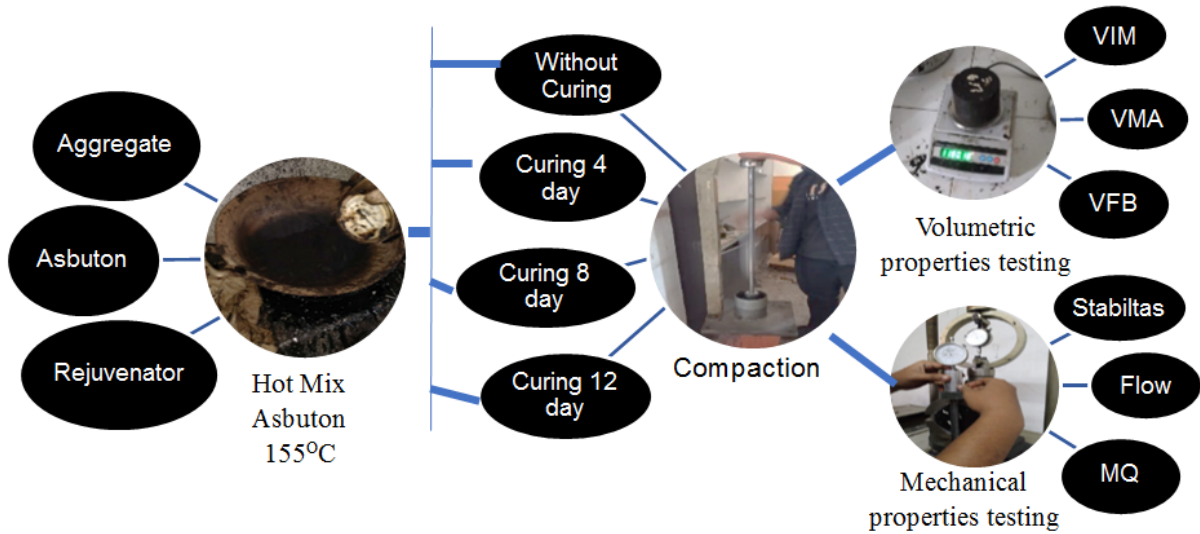 Aggregate
Asbuton
Rejuvenator
Hot Mix
Asbuton
155⁰C
Without
Curing
Curing 4
day
Curing 8
day
Curing 12
day
Compaction
Volumetric
properties testing
VIM
VMA
VFB
Mechanical
properties testing
Stabiltas
Flow
MQ